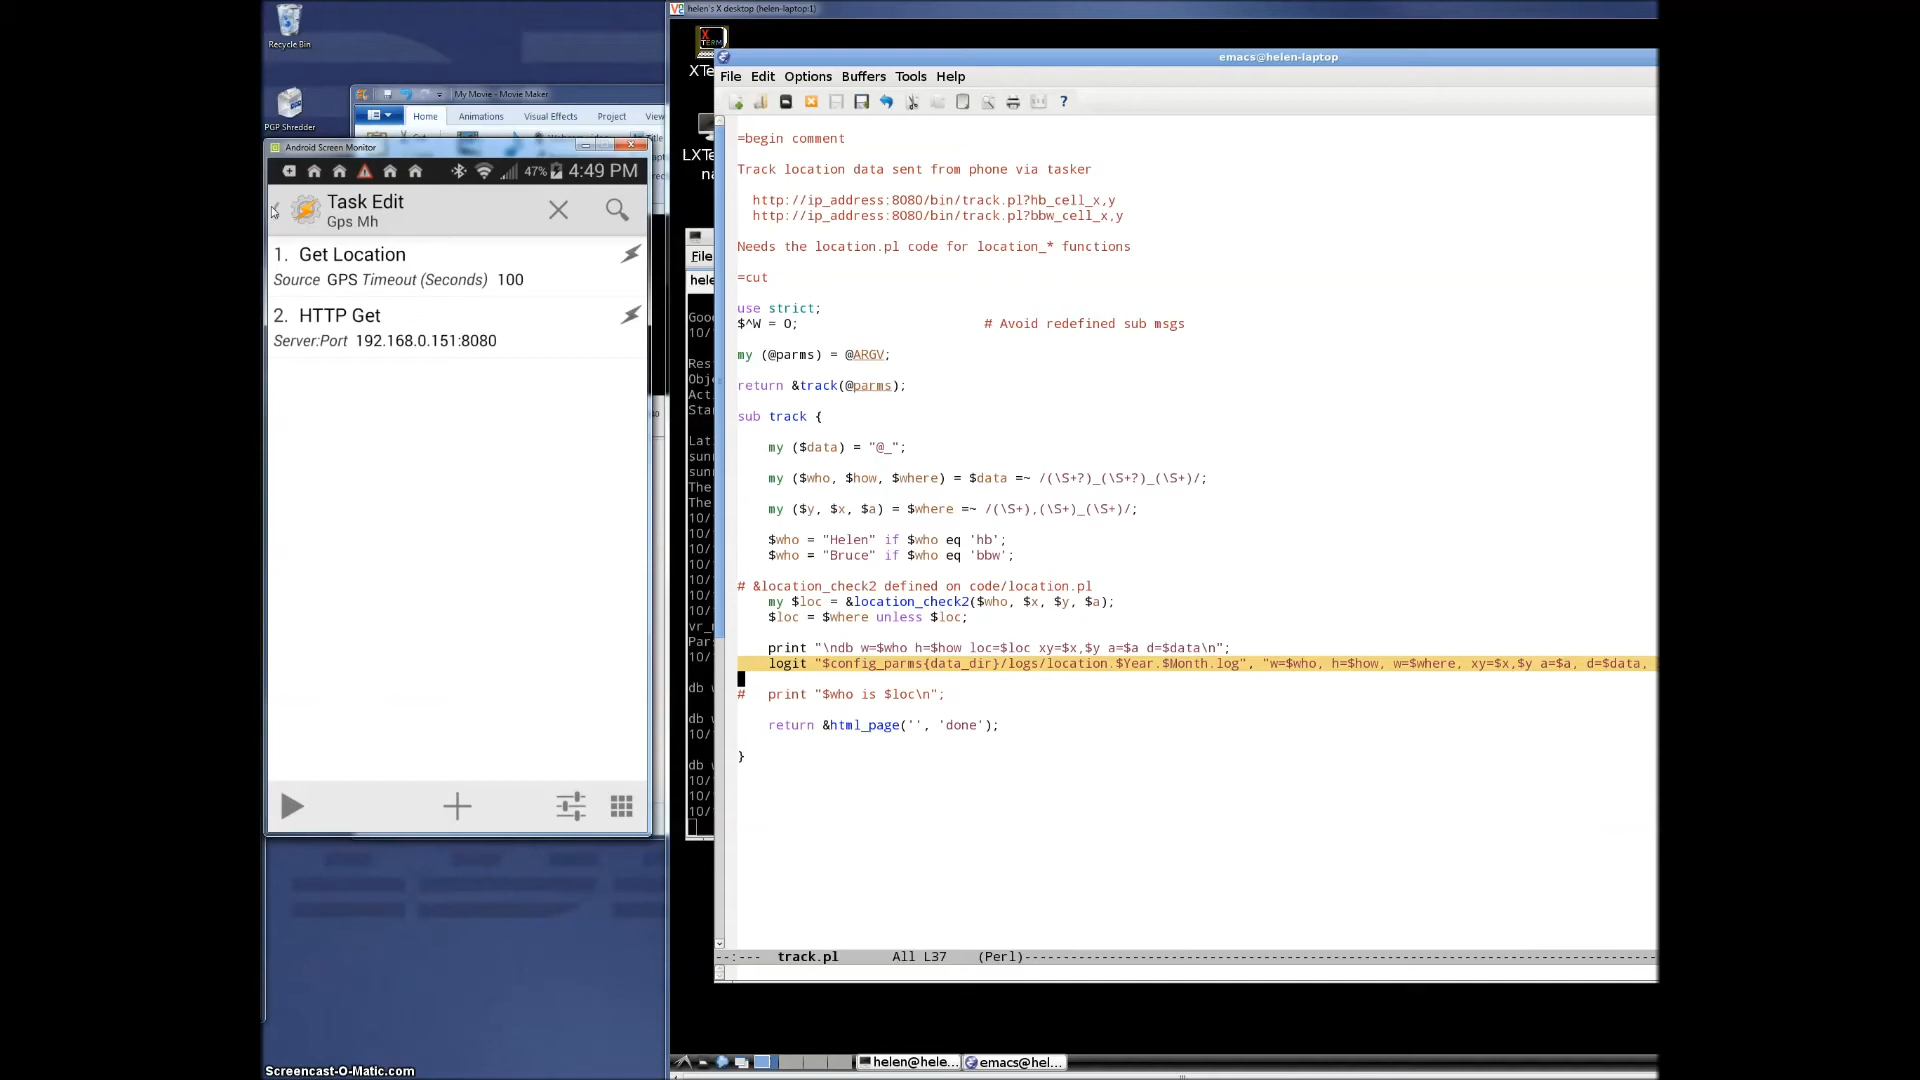 Recycle Bin
PGP Shredder
My Movie - Movie Maker
Home Animations Visual Effects Project
Android Screen Monitor
47% 4:49 PM
Task Edit
Gps Mh
1. Get Location
Source GPS Timeout (Seconds) 100
2. HTTP Get
Server:Port 192.168.0.151:8080
Screencast-O-Matic.com
helen's X desktop (helen-laptop:1)
emacs@helen-laptop
File Edit Options Buffers Tools Help
=begin comment
Track location data sent from phone via tasker
http://ip_address:8080/bin/track.pl?hb_cell_x,y
http://ip_address:8080/bin/track.pl?bbw_cell_x,y
Needs the location.pl code for location_* functions
=cut
use strict;
$^W = 0; # Avoid redefined sub msgs
my (@parms) = @ARGV;
return &track(@parms);
sub track {
my ($data) = "@_";
my ($who, $how, $where) = $data =~ /(\S+?)_(\S+?)_(\S+)/;
my ($y, $x, $a) = $where =~ /(\S+),(\S+)_(\S+)/;
$who = "Helen" if $who eq 'hb';
$who = "Bruce" if $who eq 'bbw';
# &location_check2 defined on code/location.pl
my $loc = &location_check2($who, $x, $y, $a);
$loc = $where unless $loc;
print "\ndb w=$who h=$how loc=$loc xy=$x,$y a=$a d=$data\n";
logit "$config_parms{data_dir}/logs/location.$Year.$Month.log", "w=$who, h=$how, w=$where, xy=$x,$y a=$a, d=$data,
# print "$who is $loc\n";
return &html_page('', 'done');
}
--:--- track.pl All L37 (Perl)
File
helen@hele...
emacs@hel...